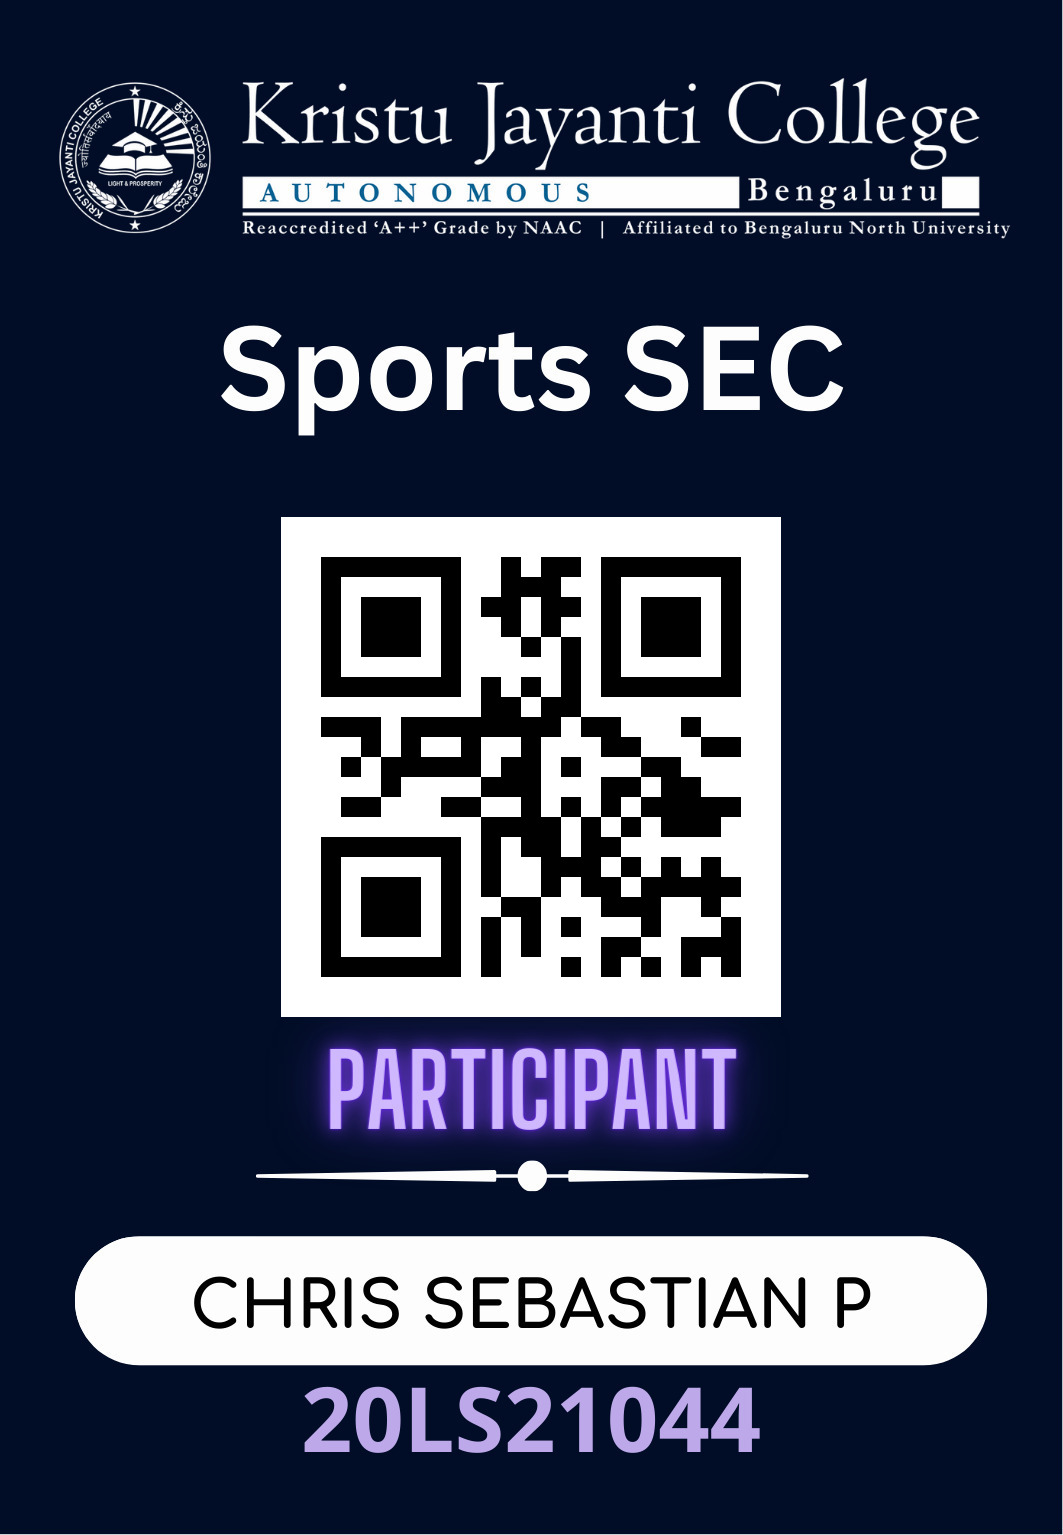 KRISTU JAYANTI COLLEGE
ಕ್ರಿಸ್ತು ಜಯಂತಿ ಕಾಲೇಜು
LIGHT & PROSPERITY
Kristu Jayanti College
AUTONOMOUS Bengaluru
Reaccredited ‘A++’ Grade by NAAC | Affiliated to Bengaluru North University
Sports SEC
PARTICIPANT
CHRIS SEBASTIAN P
20LS21044